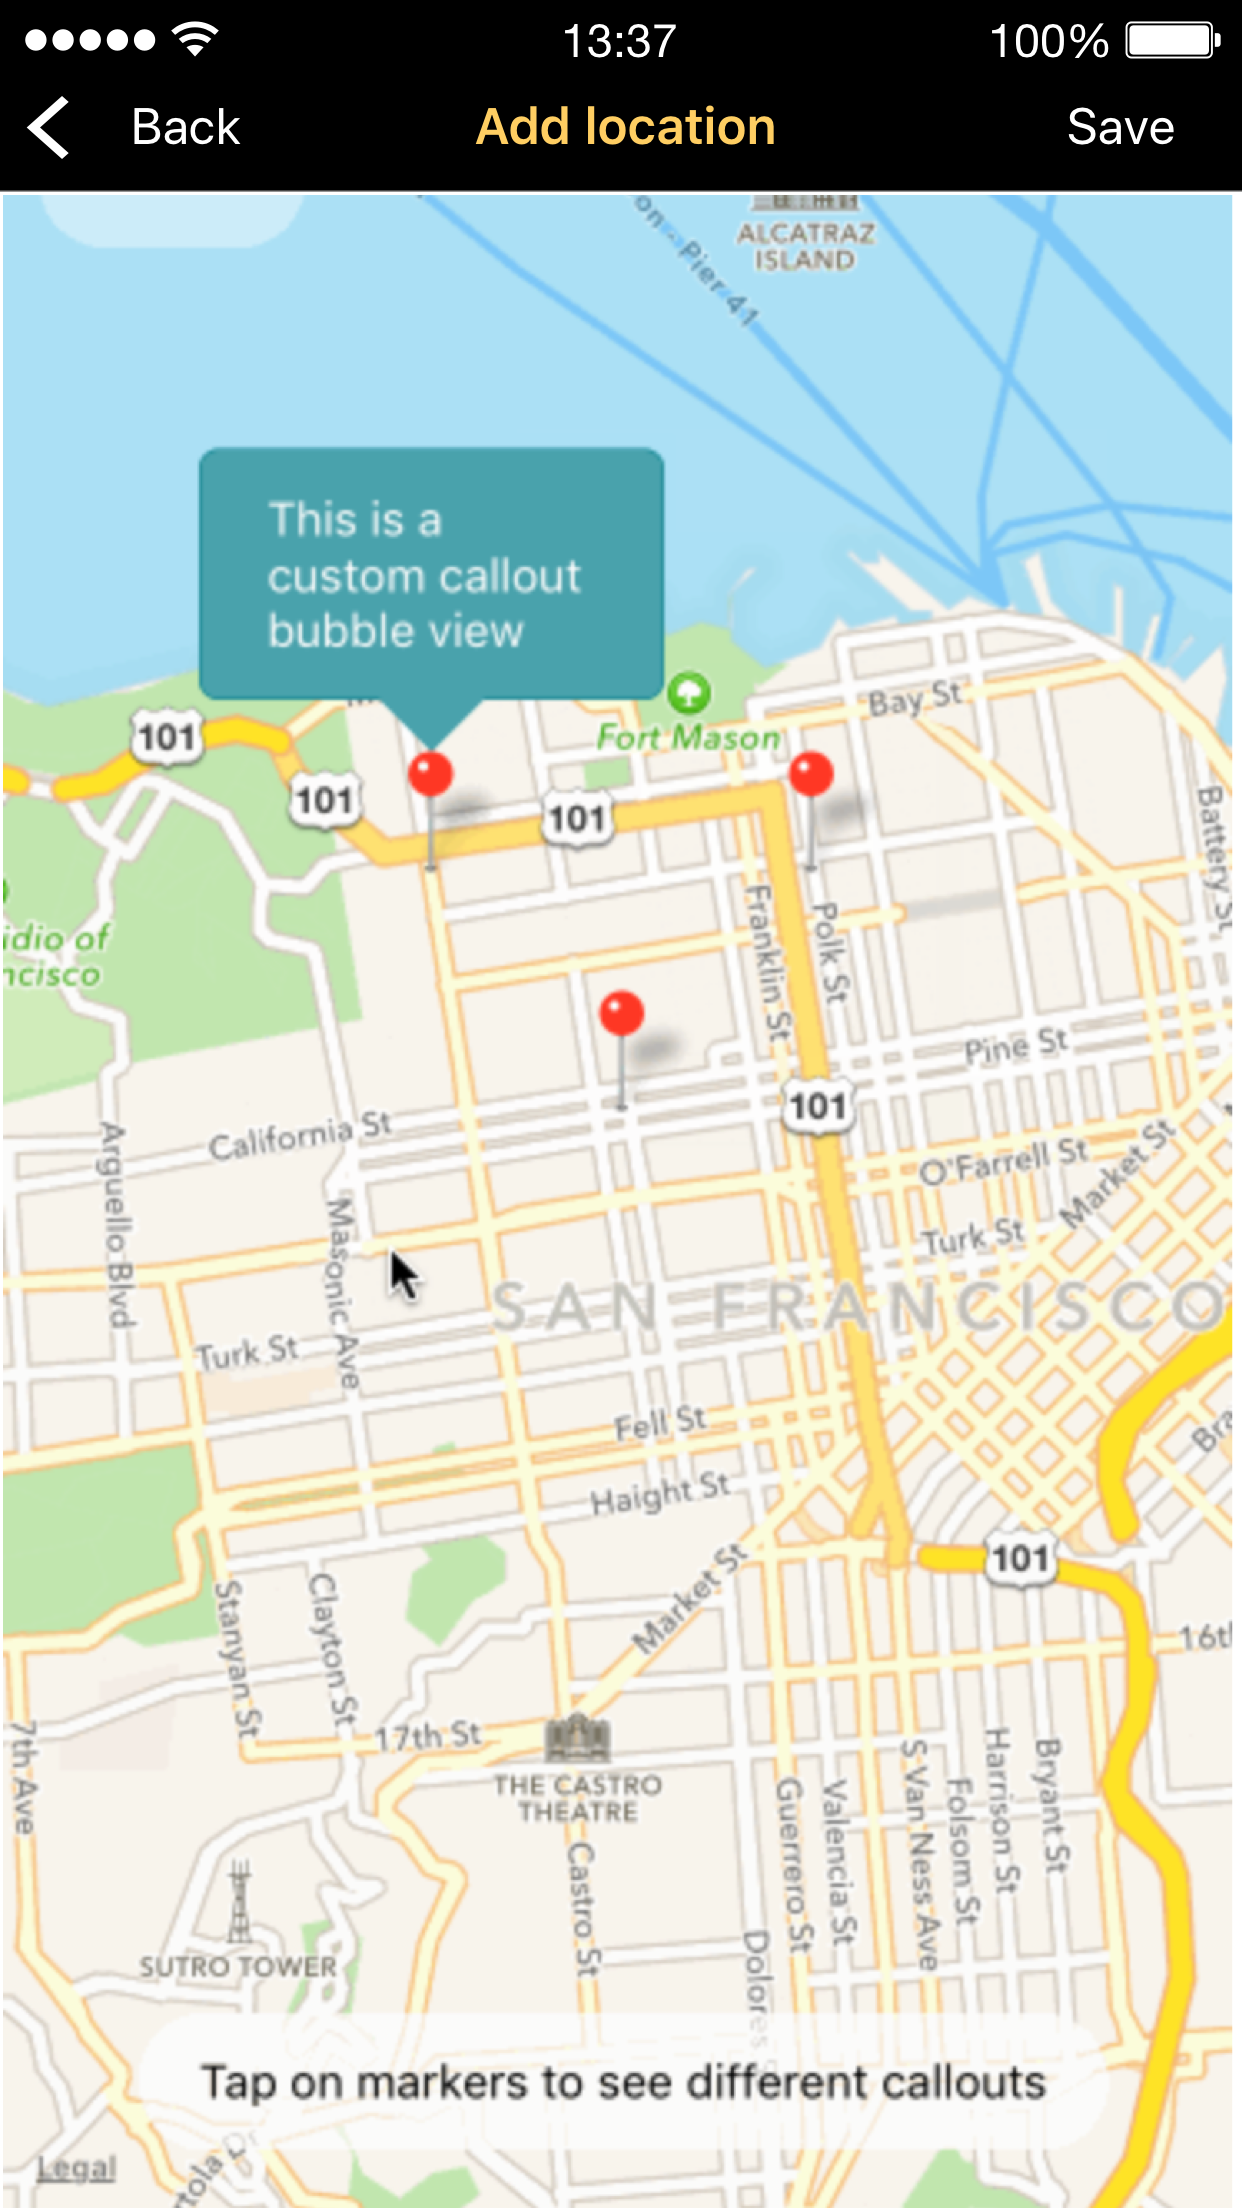 13:37
100%
Back
Add location
Save
ALCATRAZ
ISLAND
on - Pier 41
This is a
custom callout
bubble view
Bay St
Fort Mason
101
101
101
Battery St
idio of
ncisco
Franklin St
Polk St
Pine St
101
California St
Arguello Blvd
Masonic Ave
O'Farrell St
Market St
Turk St
SAN FRANCISCO
Turk St
Fell St
Haight St
Bra
Market St
101
Stanyan St
Clayton St
16th
17th St
7th Ave
THE CASTRO
THEATRE
Castro St
Guerrero St
Valencia St
S Van Ness Ave
Folsom St
Harrison St
Bryant St
SUTRO TOWER
Dolores
Tap on markers to see different callouts
Legal
rtola Dr